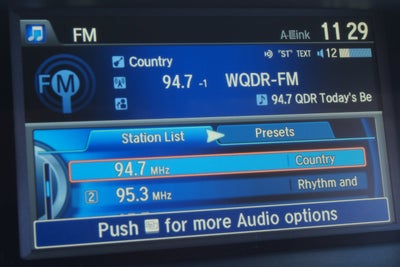 FM
A-Link
11 29
"ST" TEXT
12
Country
FM
94.7 -1 WQDR-FM
94.7 QDR Today's Be
Station List
Presets
94.7 MHz Country
2 95.3 MHz Rhythm and
Push for more Audio options